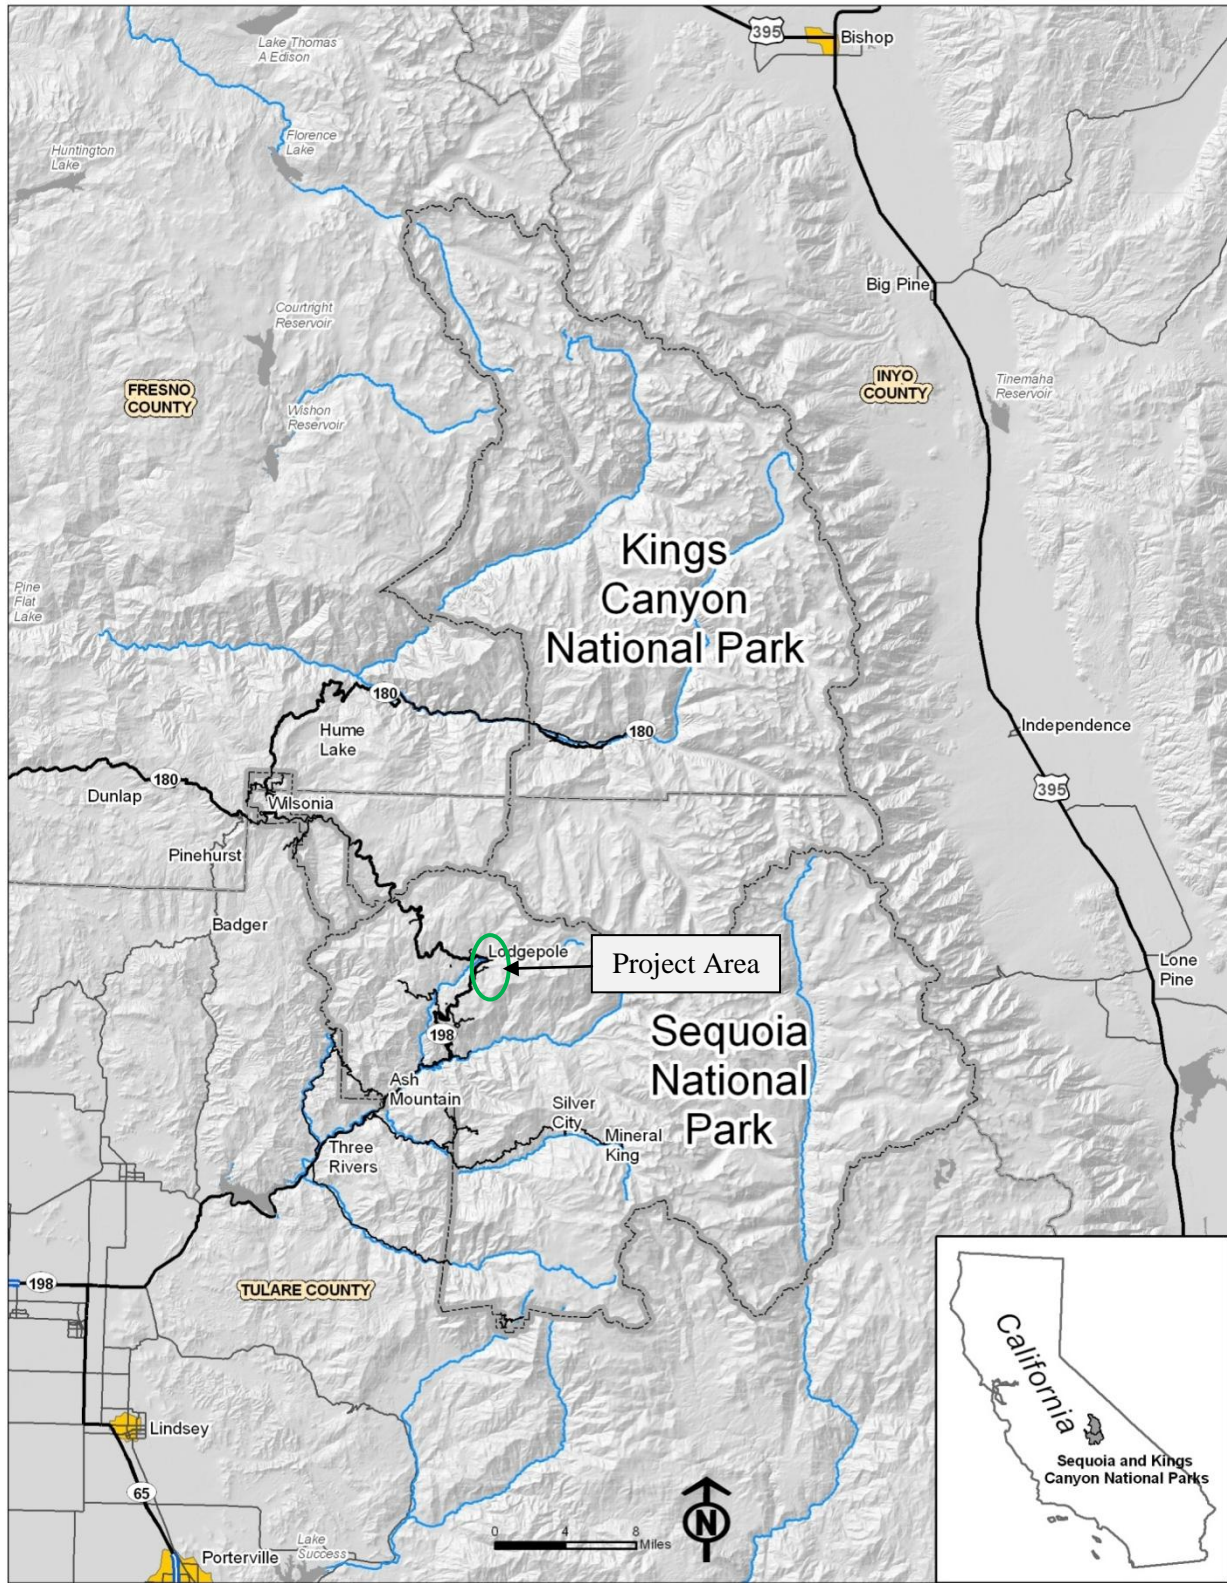 395
Bishop
Lake Thomas
A Edison
Florence
Lake
Huntington
Lake
Big Pine
Courtright
Reservoir
FRESNO
COUNTY
INYO
COUNTY
Tinemaha
Reservoir
Wishon
Reservoir
Kings
Canyon
National Park
Pine
Flat
Lake
180
Hume
Lake
180
Independence
180
395
Dunlap
Wilsonia
Pinehurst
Badger
Lodgepole
Project Area
Lone
Pine
198
Sequoia
National
Park
Ash
Mountain
Silver
City
Mineral
King
Three
Rivers
198
TULARE COUNTY
California
Sequoia and Kings
Canyon National Parks
Lindsey
65
N
0 4 8
Miles
Lake
Success
Porterville